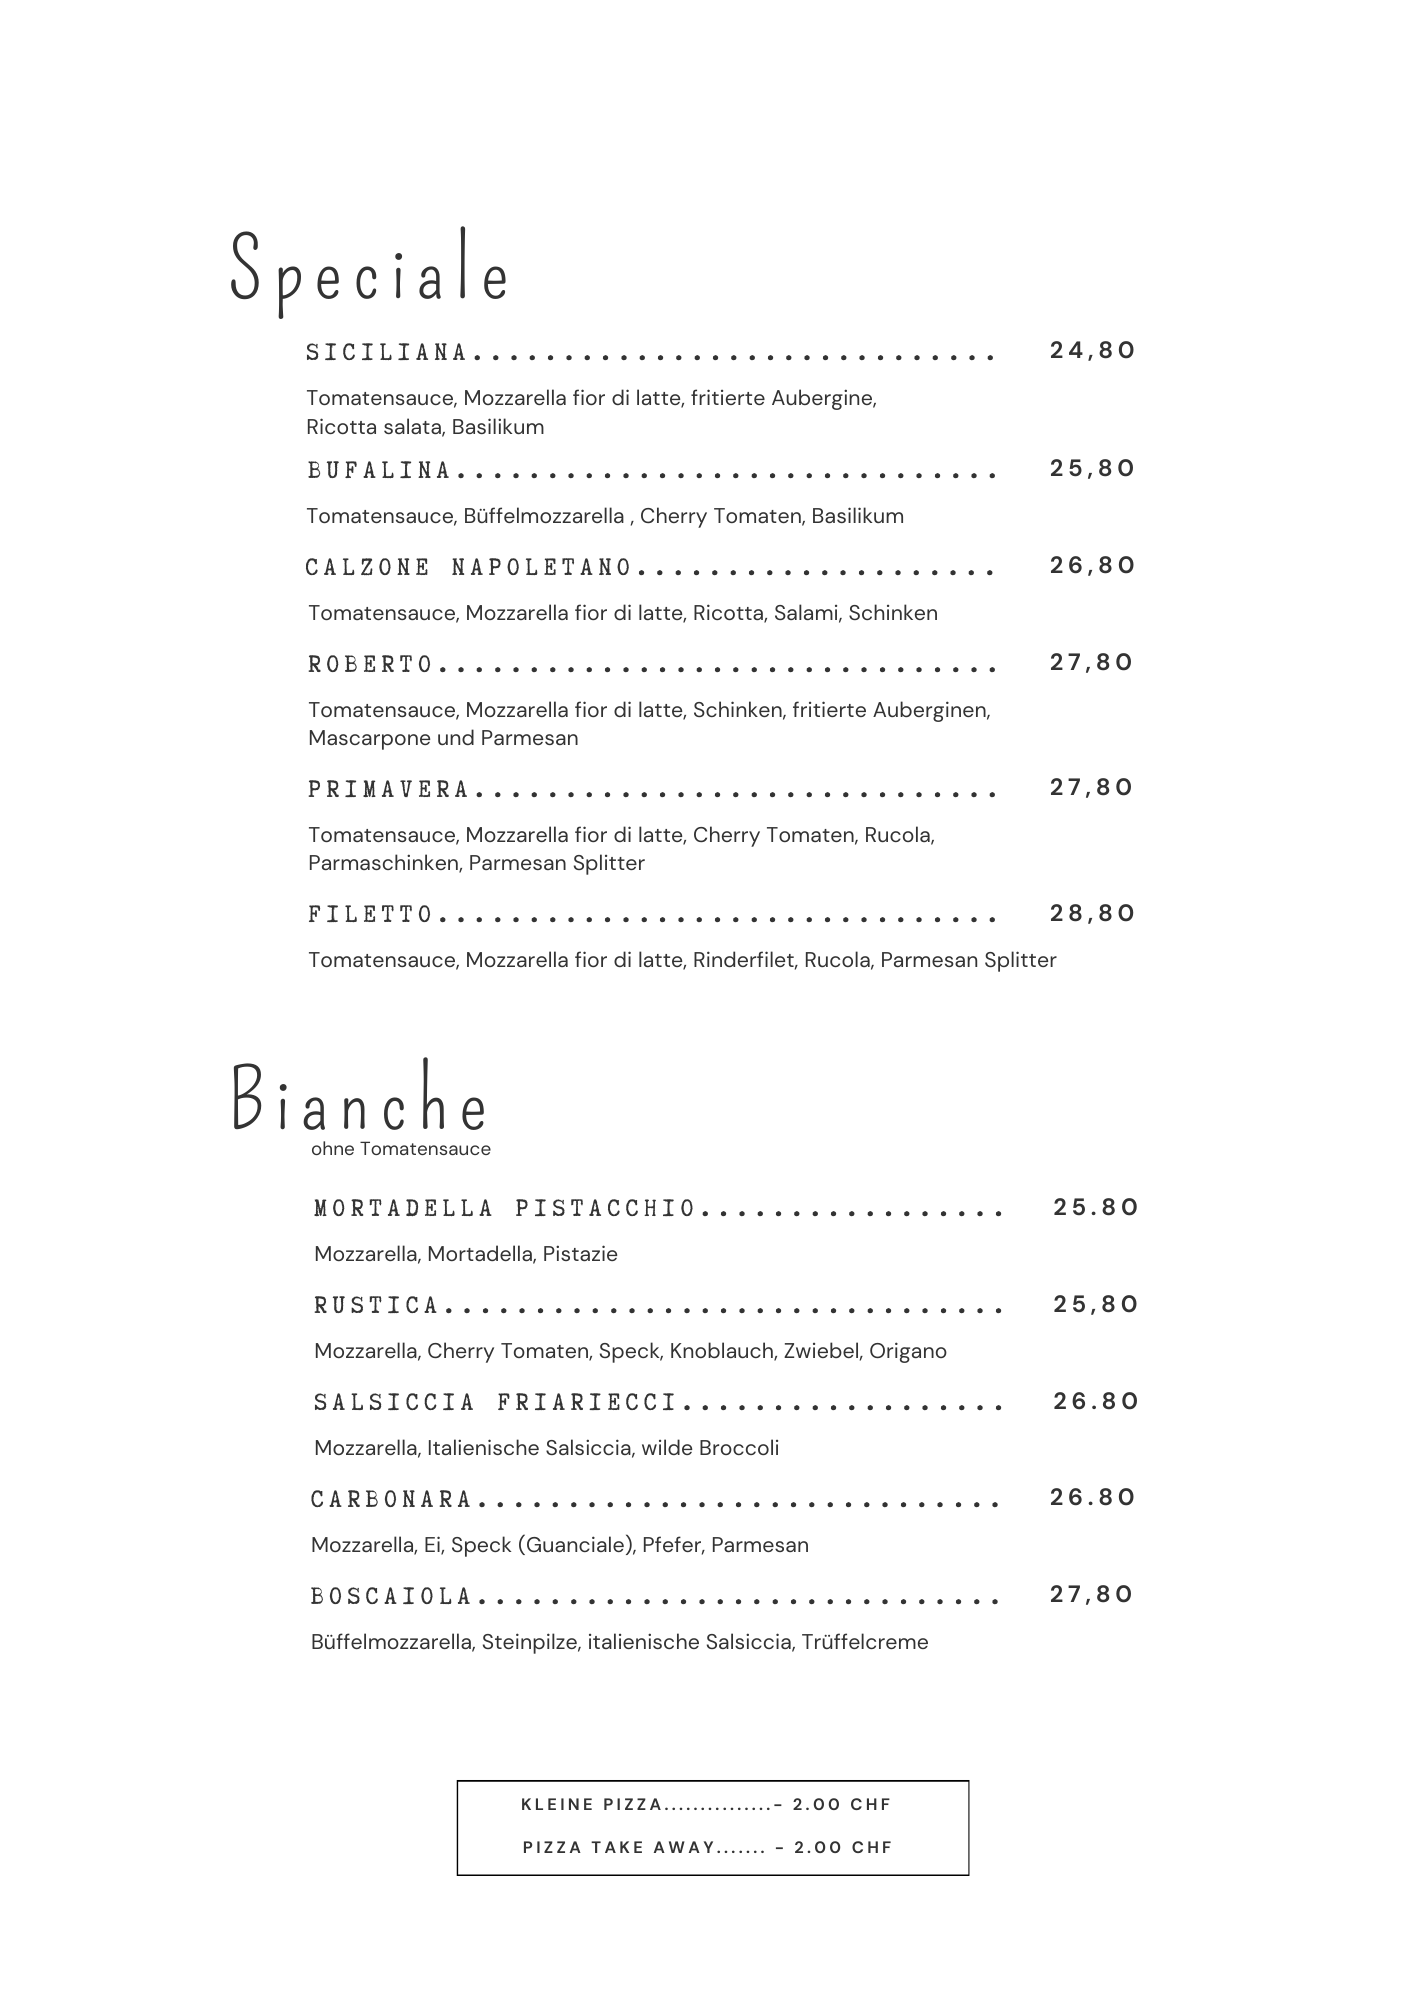 Speciale
SICILIANA............................. 24,80
Tomatensauce, Mozzarella fior di latte, fritierte Aubergine,
Ricotta salata, Basilikum
BUFALINA.............................. 25,80
Tomatensauce, Büffelmozzarella , Cherry Tomaten, Basilikum
CALZONE NAPOLETANO.................... 26,80
Tomatensauce, Mozzarella fior di latte, Ricotta, Salami, Schinken
ROBERTO............................... 27,80
Tomatensauce, Mozzarella fior di latte, Schinken, fritierte Auberginen,
Mascarpone und Parmesan
PRIMAVERA............................. 27,80
Tomatensauce, Mozzarella fior di latte, Cherry Tomaten, Rucola,
Parmaschinken, Parmesan Splitter
FILETTO............................... 28,80
Tomatensauce, Mozzarella fior di latte, Rinderfilet, Rucola, Parmesan Splitter
Bianche
ohne Tomatensauce
MORTADELLA PISTACCHIO................. 25.80
Mozzarella, Mortadella, Pistazie
RUSTICA............................... 25,80
Mozzarella, Cherry Tomaten, Speck, Knoblauch, Zwiebel, Origano
SALSICCIA FRIARIECCI.................. 26.80
Mozzarella, Italienische Salsiccia, wilde Broccoli
CARBONARA............................. 26.80
Mozzarella, Ei, Speck (Guanciale), Pfefer, Parmesan
BOSCAIOLA............................. 27,80
Büffelmozzarella, Steinpilze, italienische Salsiccia, Trüffelcreme
KLEINE PIZZA...............- 2.00 CHF
PIZZA TAKE AWAY....... - 2.00 CHF